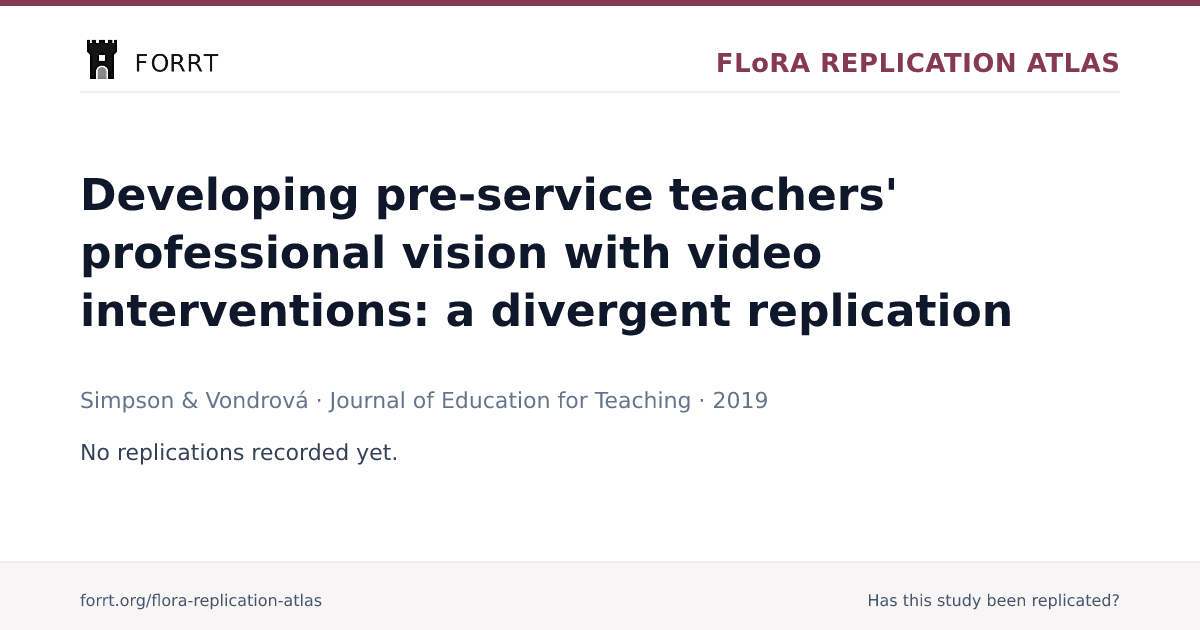 FORRT
FLoRA REPLICATION ATLAS
Developing pre-service teachers'
professional vision with video
interventions: a divergent replication
Simpson & Vondrová · Journal of Education for Teaching · 2019
No replications recorded yet.
forrt.org/flora-replication-atlas
Has this study been replicated?